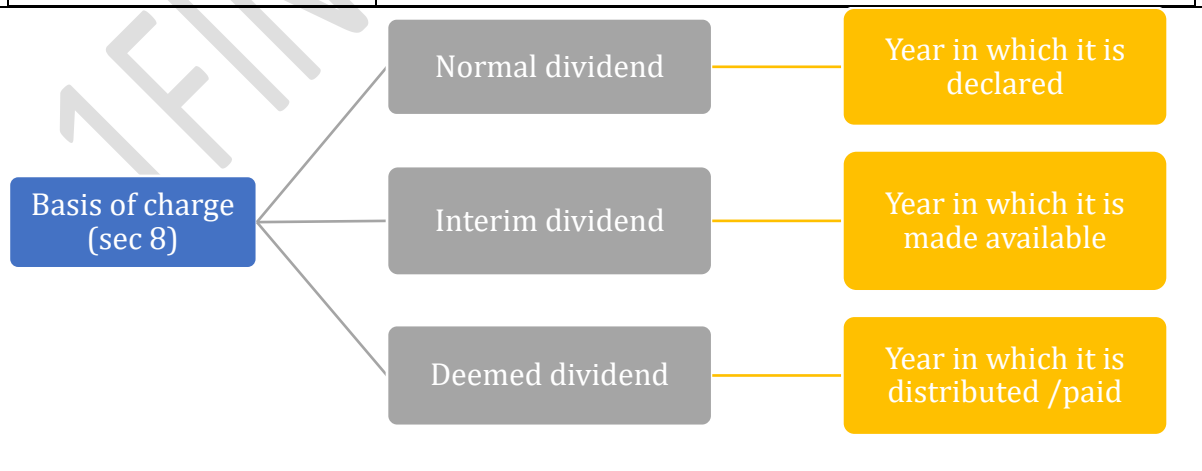 Normal dividend
Year in which it is
declared
Basis of charge
(sec 8)
Interim dividend
Year in which it is
made available
Deemed dividend
Year in which it is
distributed /paid
1FIN